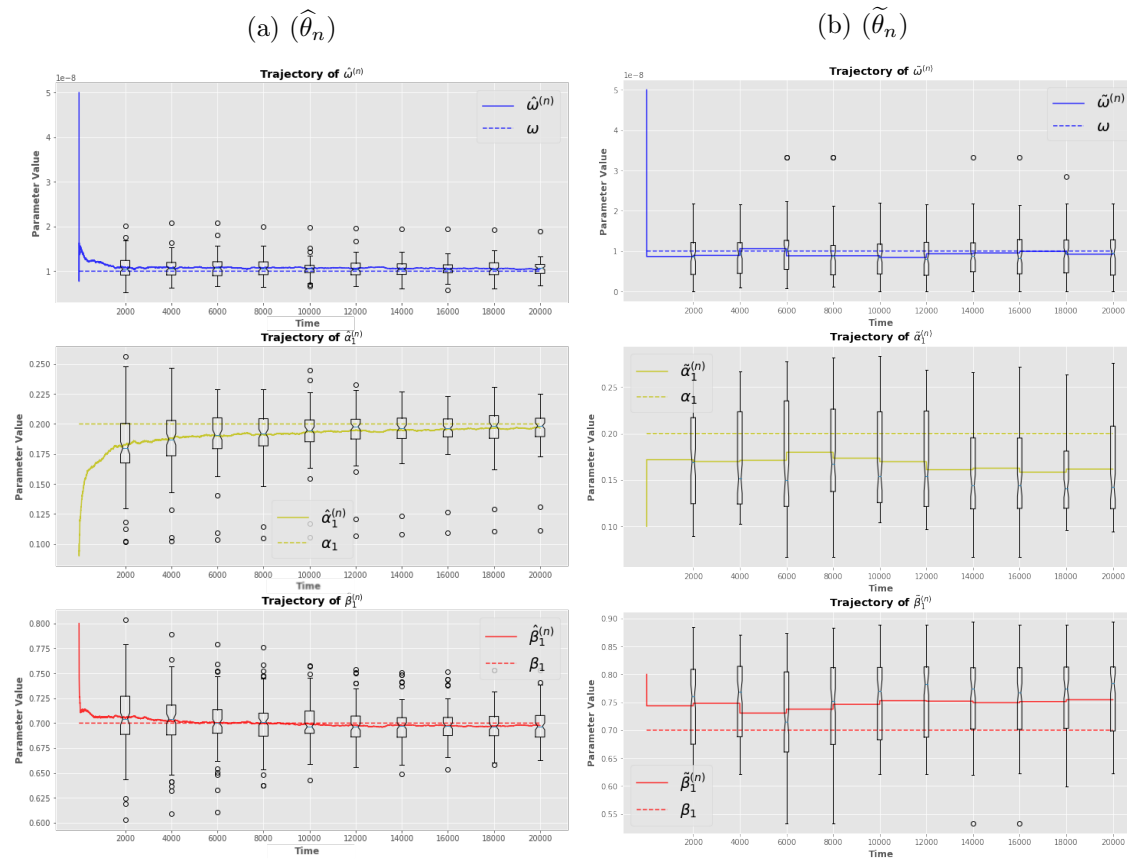 (a) (θ̂ₙ)
Trajectory of ω̂⁽ⁿ⁾
1e−8
5
4
3
2
1
Parameter Value
ω̂⁽ⁿ⁾
ω
2000 4000 6000 8000 10000 12000 14000 16000 18000 20000
Time
Trajectory of α̂₁⁽ⁿ⁾
0.250
0.225
0.200
0.175
0.150
0.125
0.100
Parameter Value
α̂₁⁽ⁿ⁾
α₁
2000 4000 6000 8000 10000 12000 14000 16000 18000 20000
Time
Trajectory of β̂₁⁽ⁿ⁾
0.800
0.775
0.750
0.725
0.700
0.675
0.650
0.625
0.600
Parameter Value
β̂₁⁽ⁿ⁾
β₁
2000 4000 6000 8000 10000 12000 14000 16000 18000 20000
Time
(b) (θ̃ₙ)
Trajectory of ω̃⁽ⁿ⁾
1e−8
5
4
3
2
1
0
Parameter Value
ω̃⁽ⁿ⁾
ω
2000 4000 6000 8000 10000 12000 14000 16000 18000 20000
Time
Trajectory of α̃₁⁽ⁿ⁾
0.25
0.20
0.15
0.10
Parameter Value
α̃₁⁽ⁿ⁾
α₁
2000 4000 6000 8000 10000 12000 14000 16000 18000 20000
Time
Trajectory of β̃₁⁽ⁿ⁾
0.90
0.85
0.80
0.75
0.70
0.65
0.60
0.55
Parameter Value
β̃₁⁽ⁿ⁾
β₁
2000 4000 6000 8000 10000 12000 14000 16000 18000 20000
Time